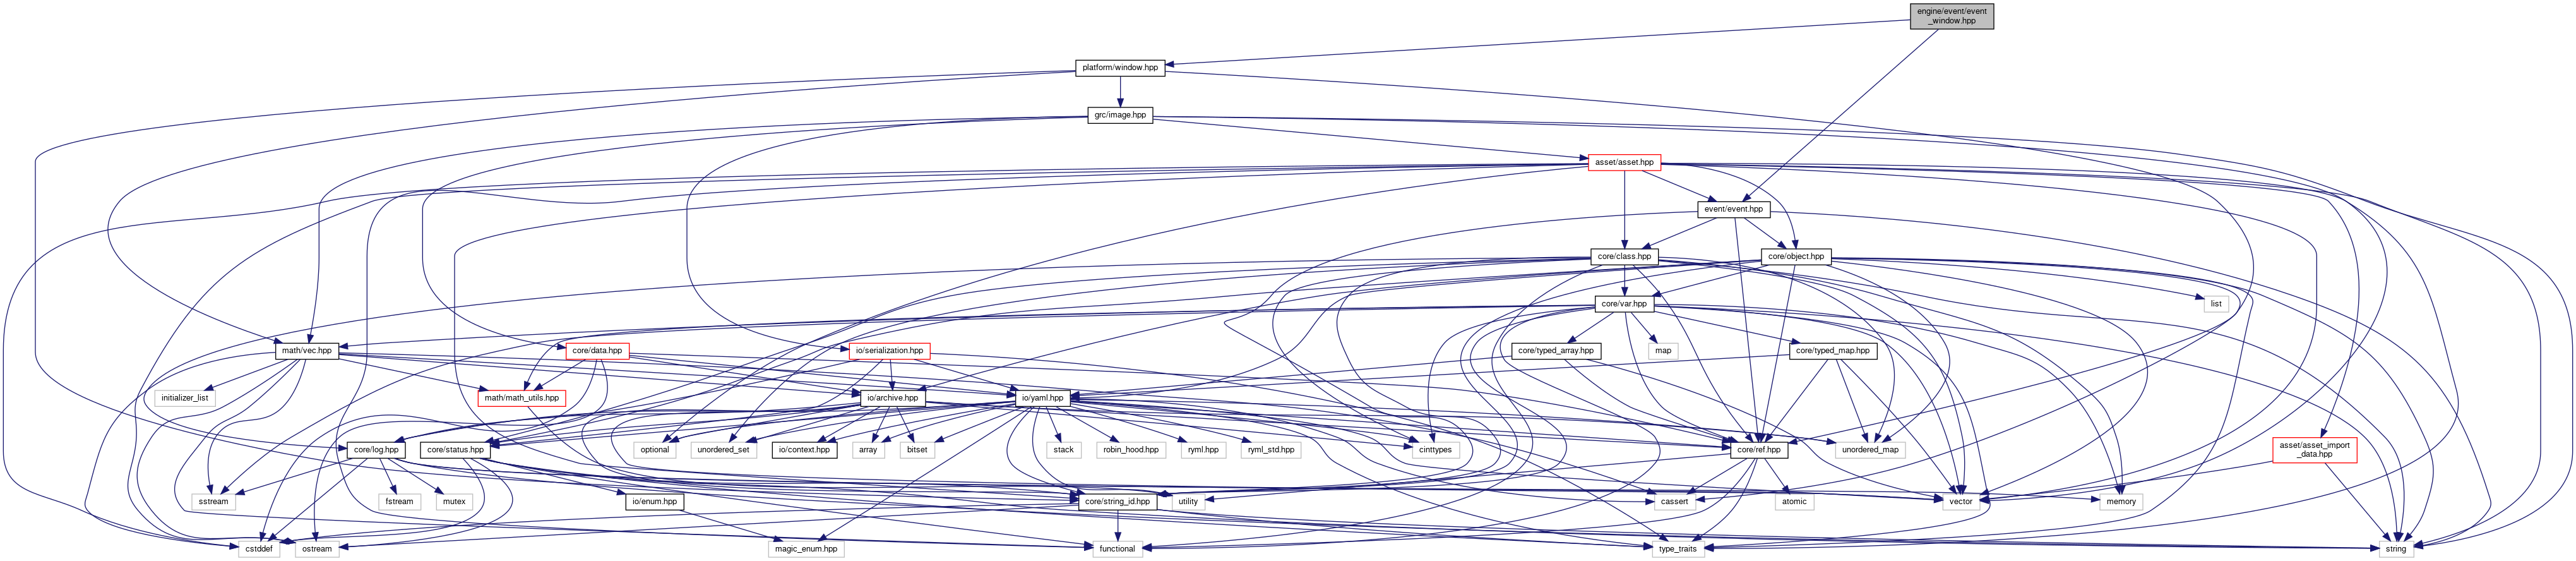 engine/event/event
_window.hpp
platform/window.hpp
grc/image.hpp
asset/asset.hpp
event/event.hpp
core/class.hpp
core/object.hpp
core/var.hpp
list
math/vec.hpp
core/data.hpp
io/serialization.hpp
core/typed_array.hpp
map
core/typed_map.hpp
initializer_list
math/math_utils.hpp
io/archive.hpp
io/yaml.hpp
core/log.hpp
core/status.hpp
optional
unordered_set
io/context.hpp
array
bitset
stack
robin_hood.hpp
ryml.hpp
ryml_std.hpp
cinttypes
core/ref.hpp
unordered_map
asset/asset_import
_data.hpp
sstream
fstream
mutex
io/enum.hpp
core/string_id.hpp
utility
cassert
atomic
vector
memory
cstddef
ostream
magic_enum.hpp
functional
type_traits
string